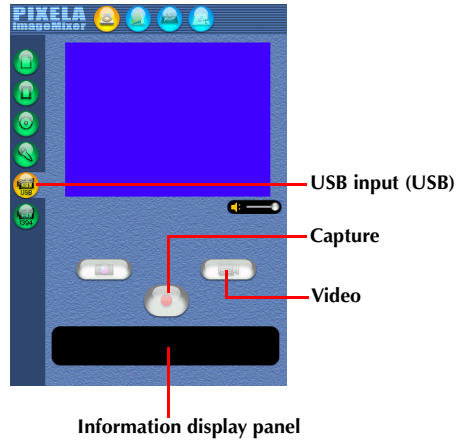 PIXELA
ImageMixer
USB
1394
USB input (USB)
Capture
Video
Information display panel